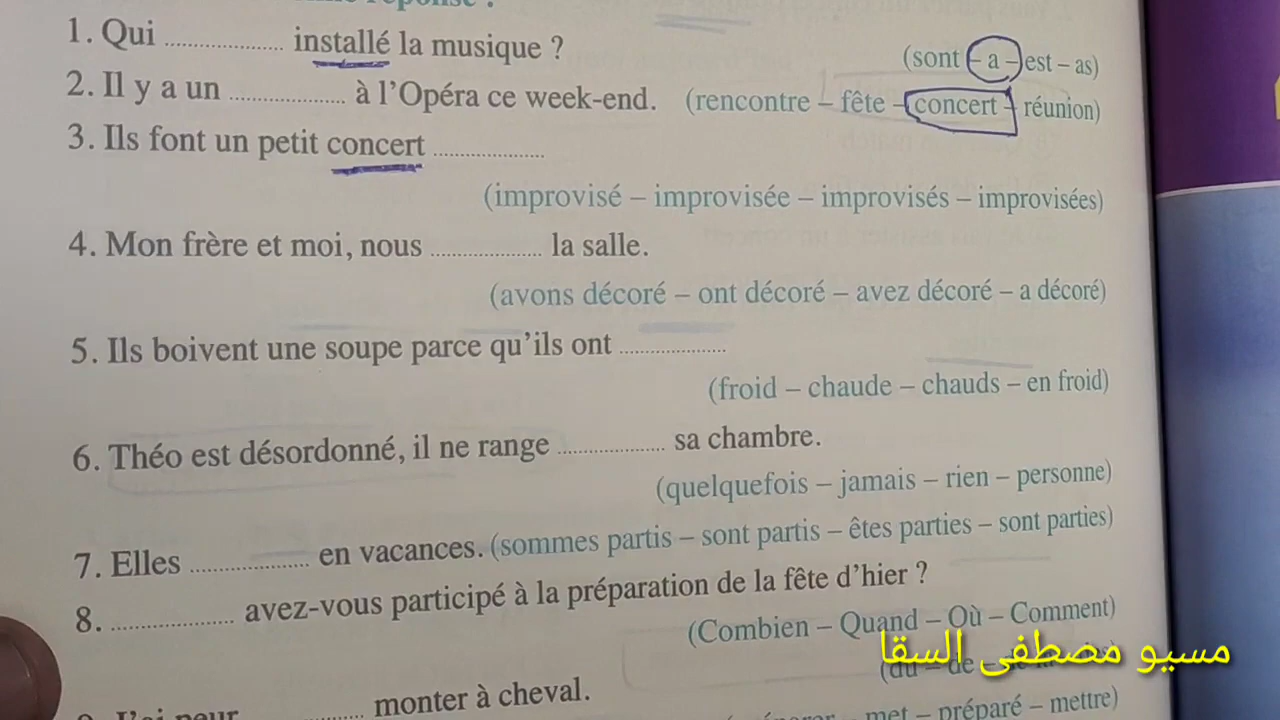 réponse :
1. Qui .................... installé la musique ? (sont – a – est – as)
2. Il y a un .................... à l'Opéra ce week-end. (rencontre – fête – concert – réunion)
3. Ils font un petit concert ....................
(improvisé – improvisée – improvisés – improvisées)
4. Mon frère et moi, nous .................... la salle.
(avons décoré – ont décoré – avez décoré – a décoré)
5. Ils boivent une soupe parce qu'ils ont ....................
(froid – chaude – chauds – en froid)
6. Théo est désordonné, il ne range .................... sa chambre.
(quelquefois – jamais – rien – personne)
7. Elles .................... en vacances. (sommes partis – sont partis – êtes parties – sont parties)
8. .................... avez-vous participé à la préparation de la fête d'hier ?
(Combien – Quand – Où – Comment)
مسيو مصطفى السقا
(du – de –
J'ai peur .................... monter à cheval.
met – préparé – mettre)